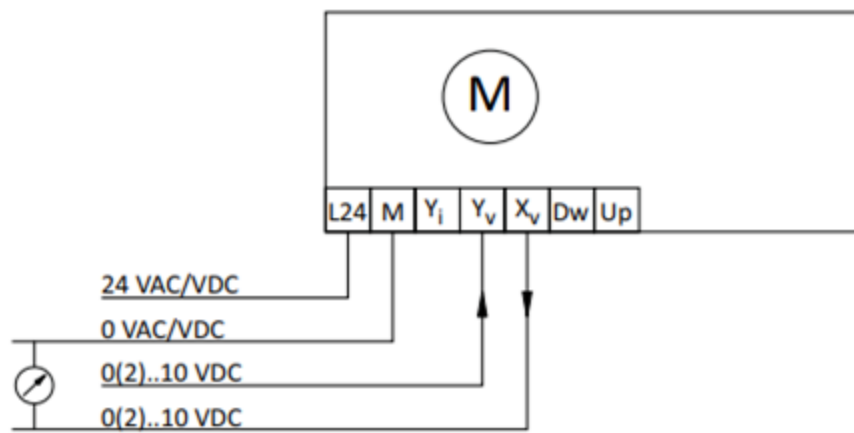 M
L24 M Yi Yv Xv Dw Up
24 VAC/VDC
0 VAC/VDC
0(2)..10 VDC
0(2)..10 VDC